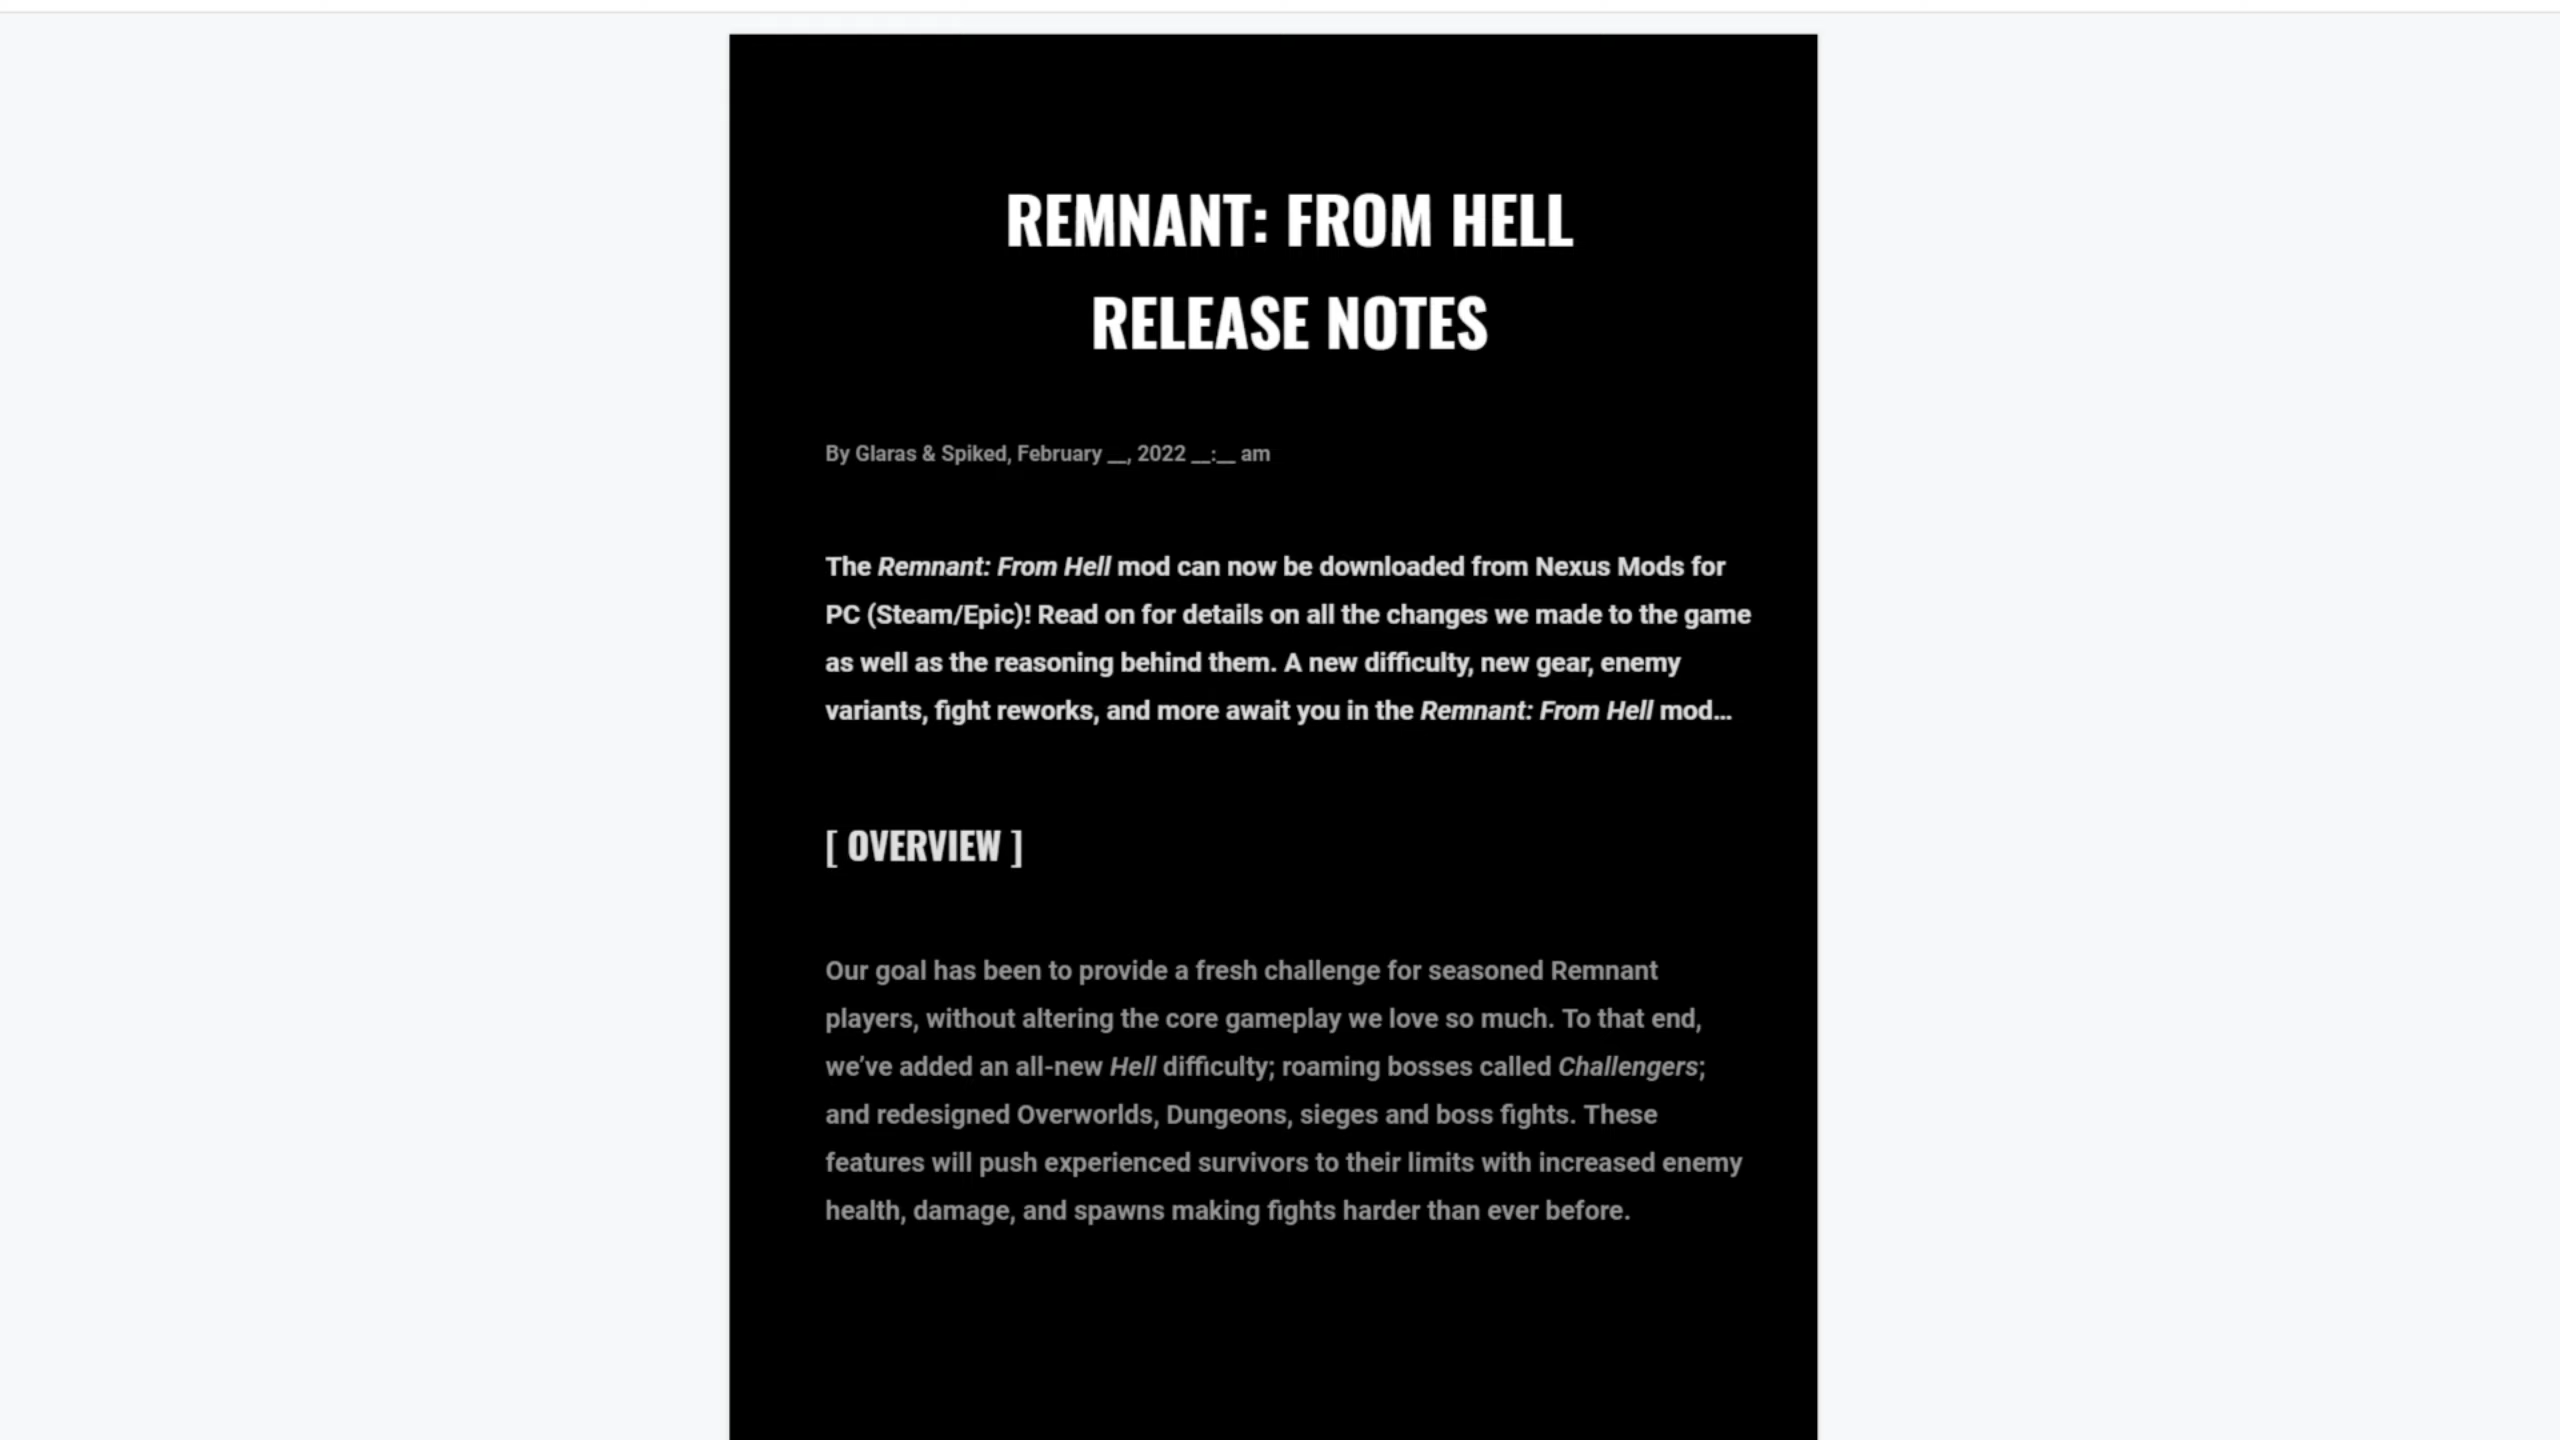 REMNANT: FROM HELL
RELEASE NOTES
By Glaras & Spiked, February __, 2022 __:__ am
The Remnant: From Hell mod can now be downloaded from Nexus Mods for
PC (Steam/Epic)! Read on for details on all the changes we made to the game
as well as the reasoning behind them. A new difficulty, new gear, enemy
variants, fight reworks, and more await you in the Remnant: From Hell mod…
[ OVERVIEW ]
Our goal has been to provide a fresh challenge for seasoned Remnant
players, without altering the core gameplay we love so much. To that end,
we’ve added an all-new Hell difficulty; roaming bosses called Challengers;
and redesigned Overworlds, Dungeons, sieges and boss fights. These
features will push experienced survivors to their limits with increased enemy
health, damage, and spawns making fights harder than ever before.